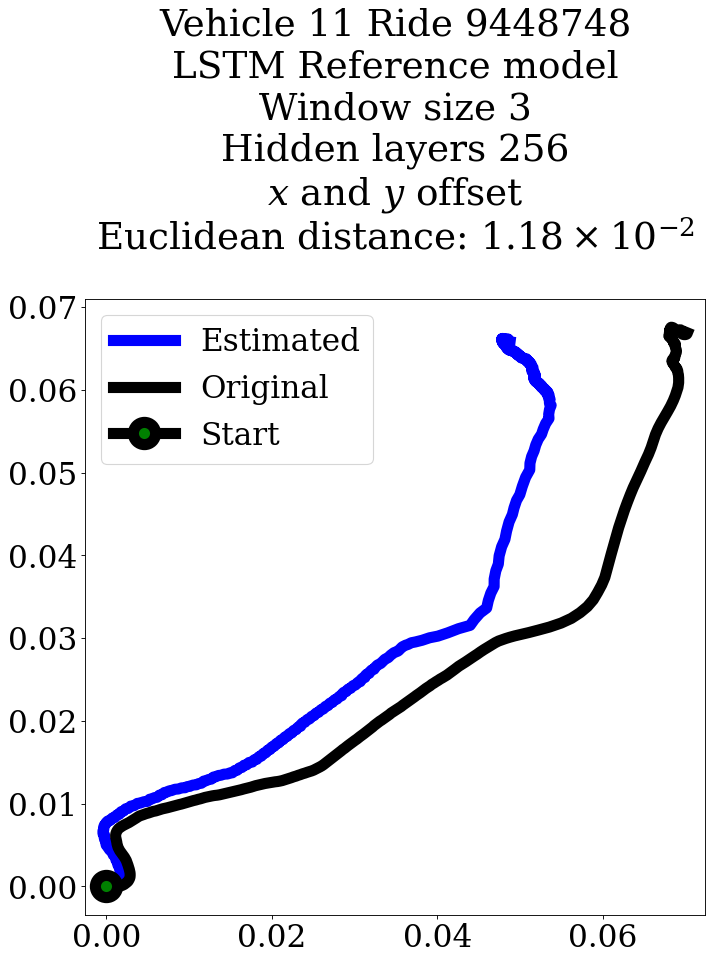 Vehicle 11 Ride 9448748
LSTM Reference model
Window size 3
Hidden layers 256
x and y offset
Euclidean distance: 1.18 × 10⁻²
0.07
0.06
0.05
0.04
0.03
0.02
0.01
0.00
Estimated
Original
Start
0.00 0.02 0.04 0.06